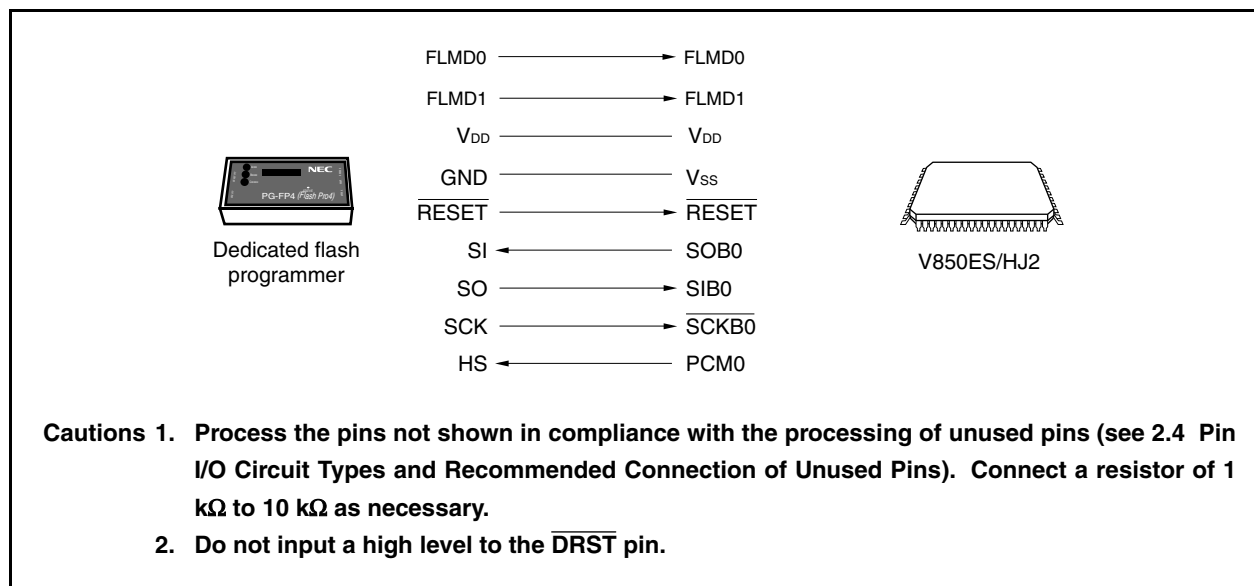 FLMD0 FLMD0
FLMD1 FLMD1
VDD VDD
GND VSS
RESET RESET
SI SOB0
SO SIB0
SCK SCKB0
HS PCM0
NEC
PG-FP4 (Flash Pro4)
Dedicated flash
programmer
V850ES/HJ2
Cautions 1. Process the pins not shown in compliance with the processing of unused pins (see 2.4 Pin
I/O Circuit Types and Recommended Connection of Unused Pins). Connect a resistor of 1
kΩ to 10 kΩ as necessary.
2. Do not input a high level to the DRST pin.